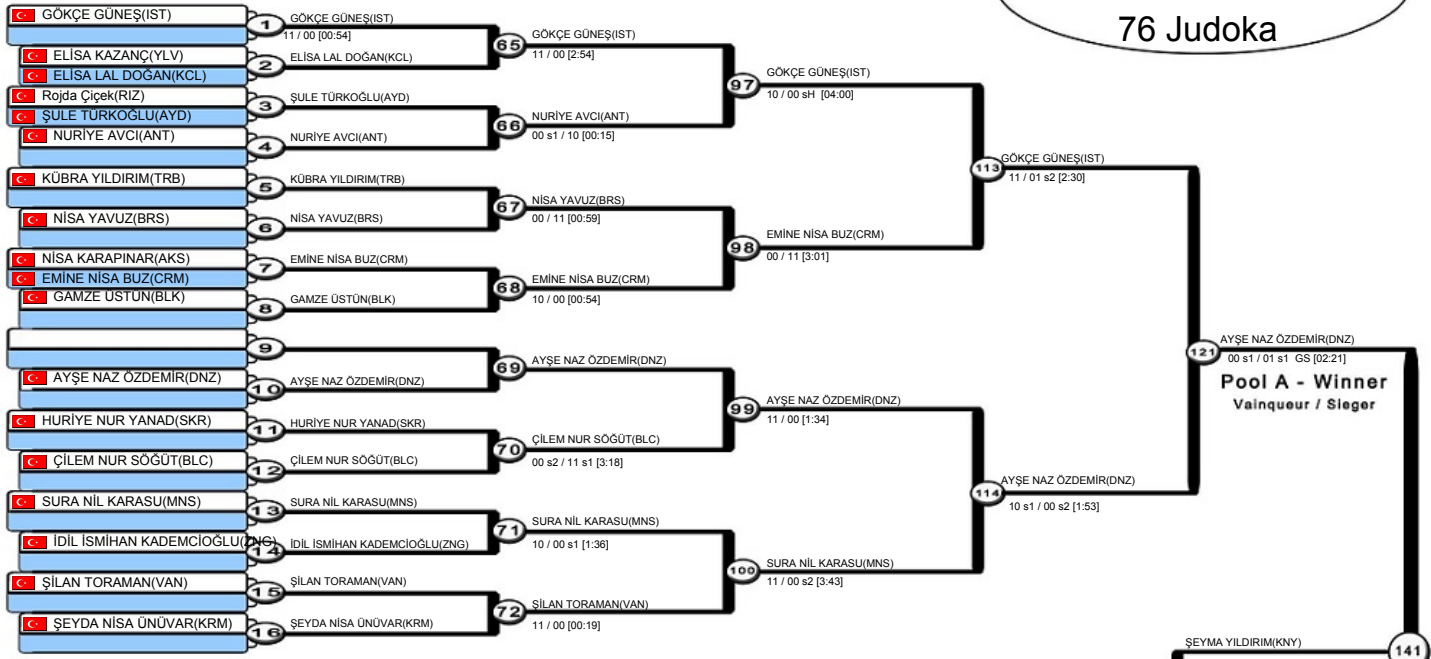 76 Judoka
GÖKÇE GÜNEŞ(IST)
ELİSA KAZANÇ(YLV)
ELİSA LAL DOĞAN(KCL)
Rojda Çiçek(RIZ)
ŞULE TÜRKOĞLU(AYD)
NURİYE AVCI(ANT)
KÜBRA YILDIRIM(TRB)
NİSA YAVUZ(BRS)
NİSA KARAPINAR(AKS)
EMİNE NİSA BUZ(CRM)
GAMZE ÜSTÜN(BLK)
AYŞE NAZ ÖZDEMİR(DNZ)
HURİYE NUR YANAD(SKR)
ÇİLEM NUR SÖĞÜT(BLC)
SURA NİL KARASU(MNS)
İDİL İSMİHAN KADEMCİOĞLU(ZNG)
ŞİLAN TORAMAN(VAN)
ŞEYDA NİSA ÜNÜVAR(KRM)
1
2
3
4
5
6
7
8
9
10
11
12
13
14
15
16
GÖKÇE GÜNEŞ(IST)
11 / 00 [00:54]
ELİSA LAL DOĞAN(KCL)
ŞULE TÜRKOĞLU(AYD)
NURİYE AVCI(ANT)
KÜBRA YILDIRIM(TRB)
NİSA YAVUZ(BRS)
EMİNE NİSA BUZ(CRM)
GAMZE ÜSTÜN(BLK)
AYŞE NAZ ÖZDEMİR(DNZ)
HURİYE NUR YANAD(SKR)
ÇİLEM NUR SÖĞÜT(BLC)
SURA NİL KARASU(MNS)
İDİL İSMİHAN KADEMCİOĞLU(ZNG)
ŞİLAN TORAMAN(VAN)
ŞEYDA NİSA ÜNÜVAR(KRM)
65
66
67
68
69
70
71
72
GÖKÇE GÜNEŞ(IST)
11 / 00 [2:54]
NURİYE AVCI(ANT)
00 s1 / 10 [00:15]
NİSA YAVUZ(BRS)
00 / 11 [00:59]
EMİNE NİSA BUZ(CRM)
10 / 00 [00:54]
AYŞE NAZ ÖZDEMİR(DNZ)
ÇİLEM NUR SÖĞÜT(BLC)
00 s2 / 11 s1 [3:18]
SURA NİL KARASU(MNS)
10 / 00 s1 [1:36]
ŞİLAN TORAMAN(VAN)
11 / 00 [00:19]
97
98
99
100
GÖKÇE GÜNEŞ(IST)
10 / 00 sH [04:00]
EMİNE NİSA BUZ(CRM)
00 / 11 [3:01]
AYŞE NAZ ÖZDEMİR(DNZ)
11 / 00 [1:34]
SURA NİL KARASU(MNS)
11 / 00 s2 [3:43]
113
114
GÖKÇE GÜNEŞ(IST)
11 / 01 s2 [2:30]
AYŞE NAZ ÖZDEMİR(DNZ)
10 s1 / 00 s2 [1:53]
121
AYŞE NAZ ÖZDEMİR(DNZ)
00 s1 / 01 s1 GS [02:21]
Pool A - Winner
Vainqueur / Sieger
ŞEYMA YILDIRIM(KNY)
141